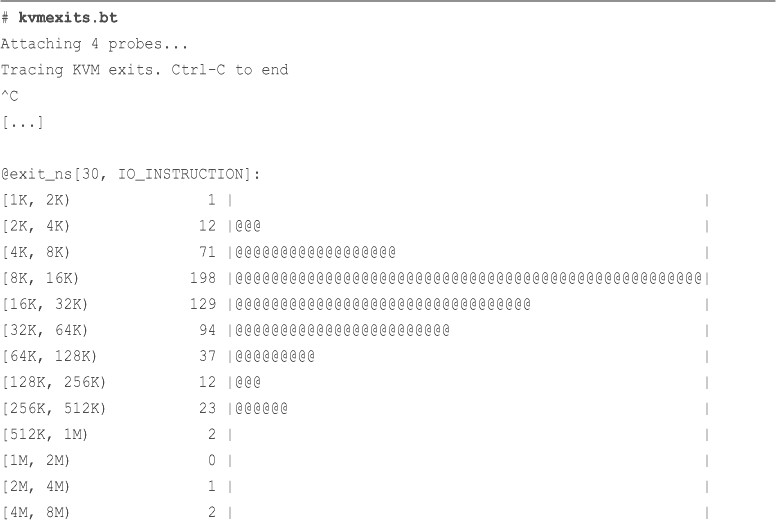 # kvmexits.bt
Attaching 4 probes...
Tracing KVM exits. Ctrl-C to end
^C
[...]

@exit_ns[30, IO_INSTRUCTION]:
[1K, 2K)               1 |                                                    |
[2K, 4K)              12 |@@@                                                 |
[4K, 8K)              71 |@@@@@@@@@@@@@@@@@@                                  |
[8K, 16K)            198 |@@@@@@@@@@@@@@@@@@@@@@@@@@@@@@@@@@@@@@@@@@@@@@@@@@@@|
[16K, 32K)           129 |@@@@@@@@@@@@@@@@@@@@@@@@@@@@@@@@@                   |
[32K, 64K)            94 |@@@@@@@@@@@@@@@@@@@@@@@@                            |
[64K, 128K)           37 |@@@@@@@@@                                           |
[128K, 256K)          12 |@@@                                                 |
[256K, 512K)          23 |@@@@@@                                              |
[512K, 1M)             2 |                                                    |
[1M, 2M)               0 |                                                    |
[2M, 4M)               1 |                                                    |
[4M, 8M)               2 |                                                    |